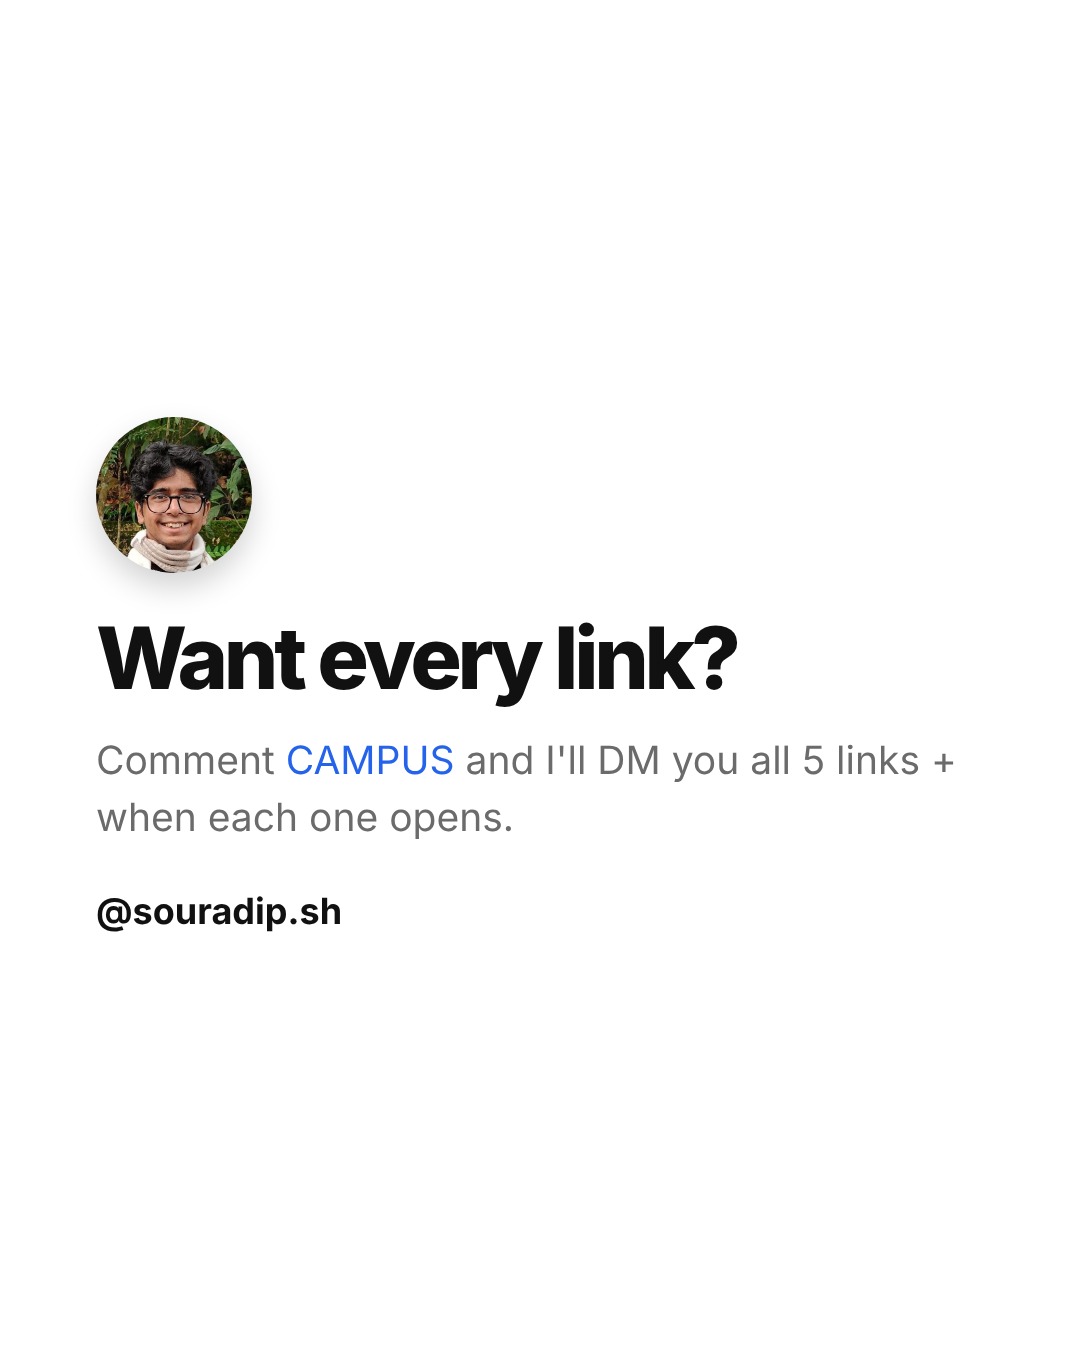 Want every link?
Comment CAMPUS and I'll DM you all 5 links +
when each one opens.
@souradip.sh